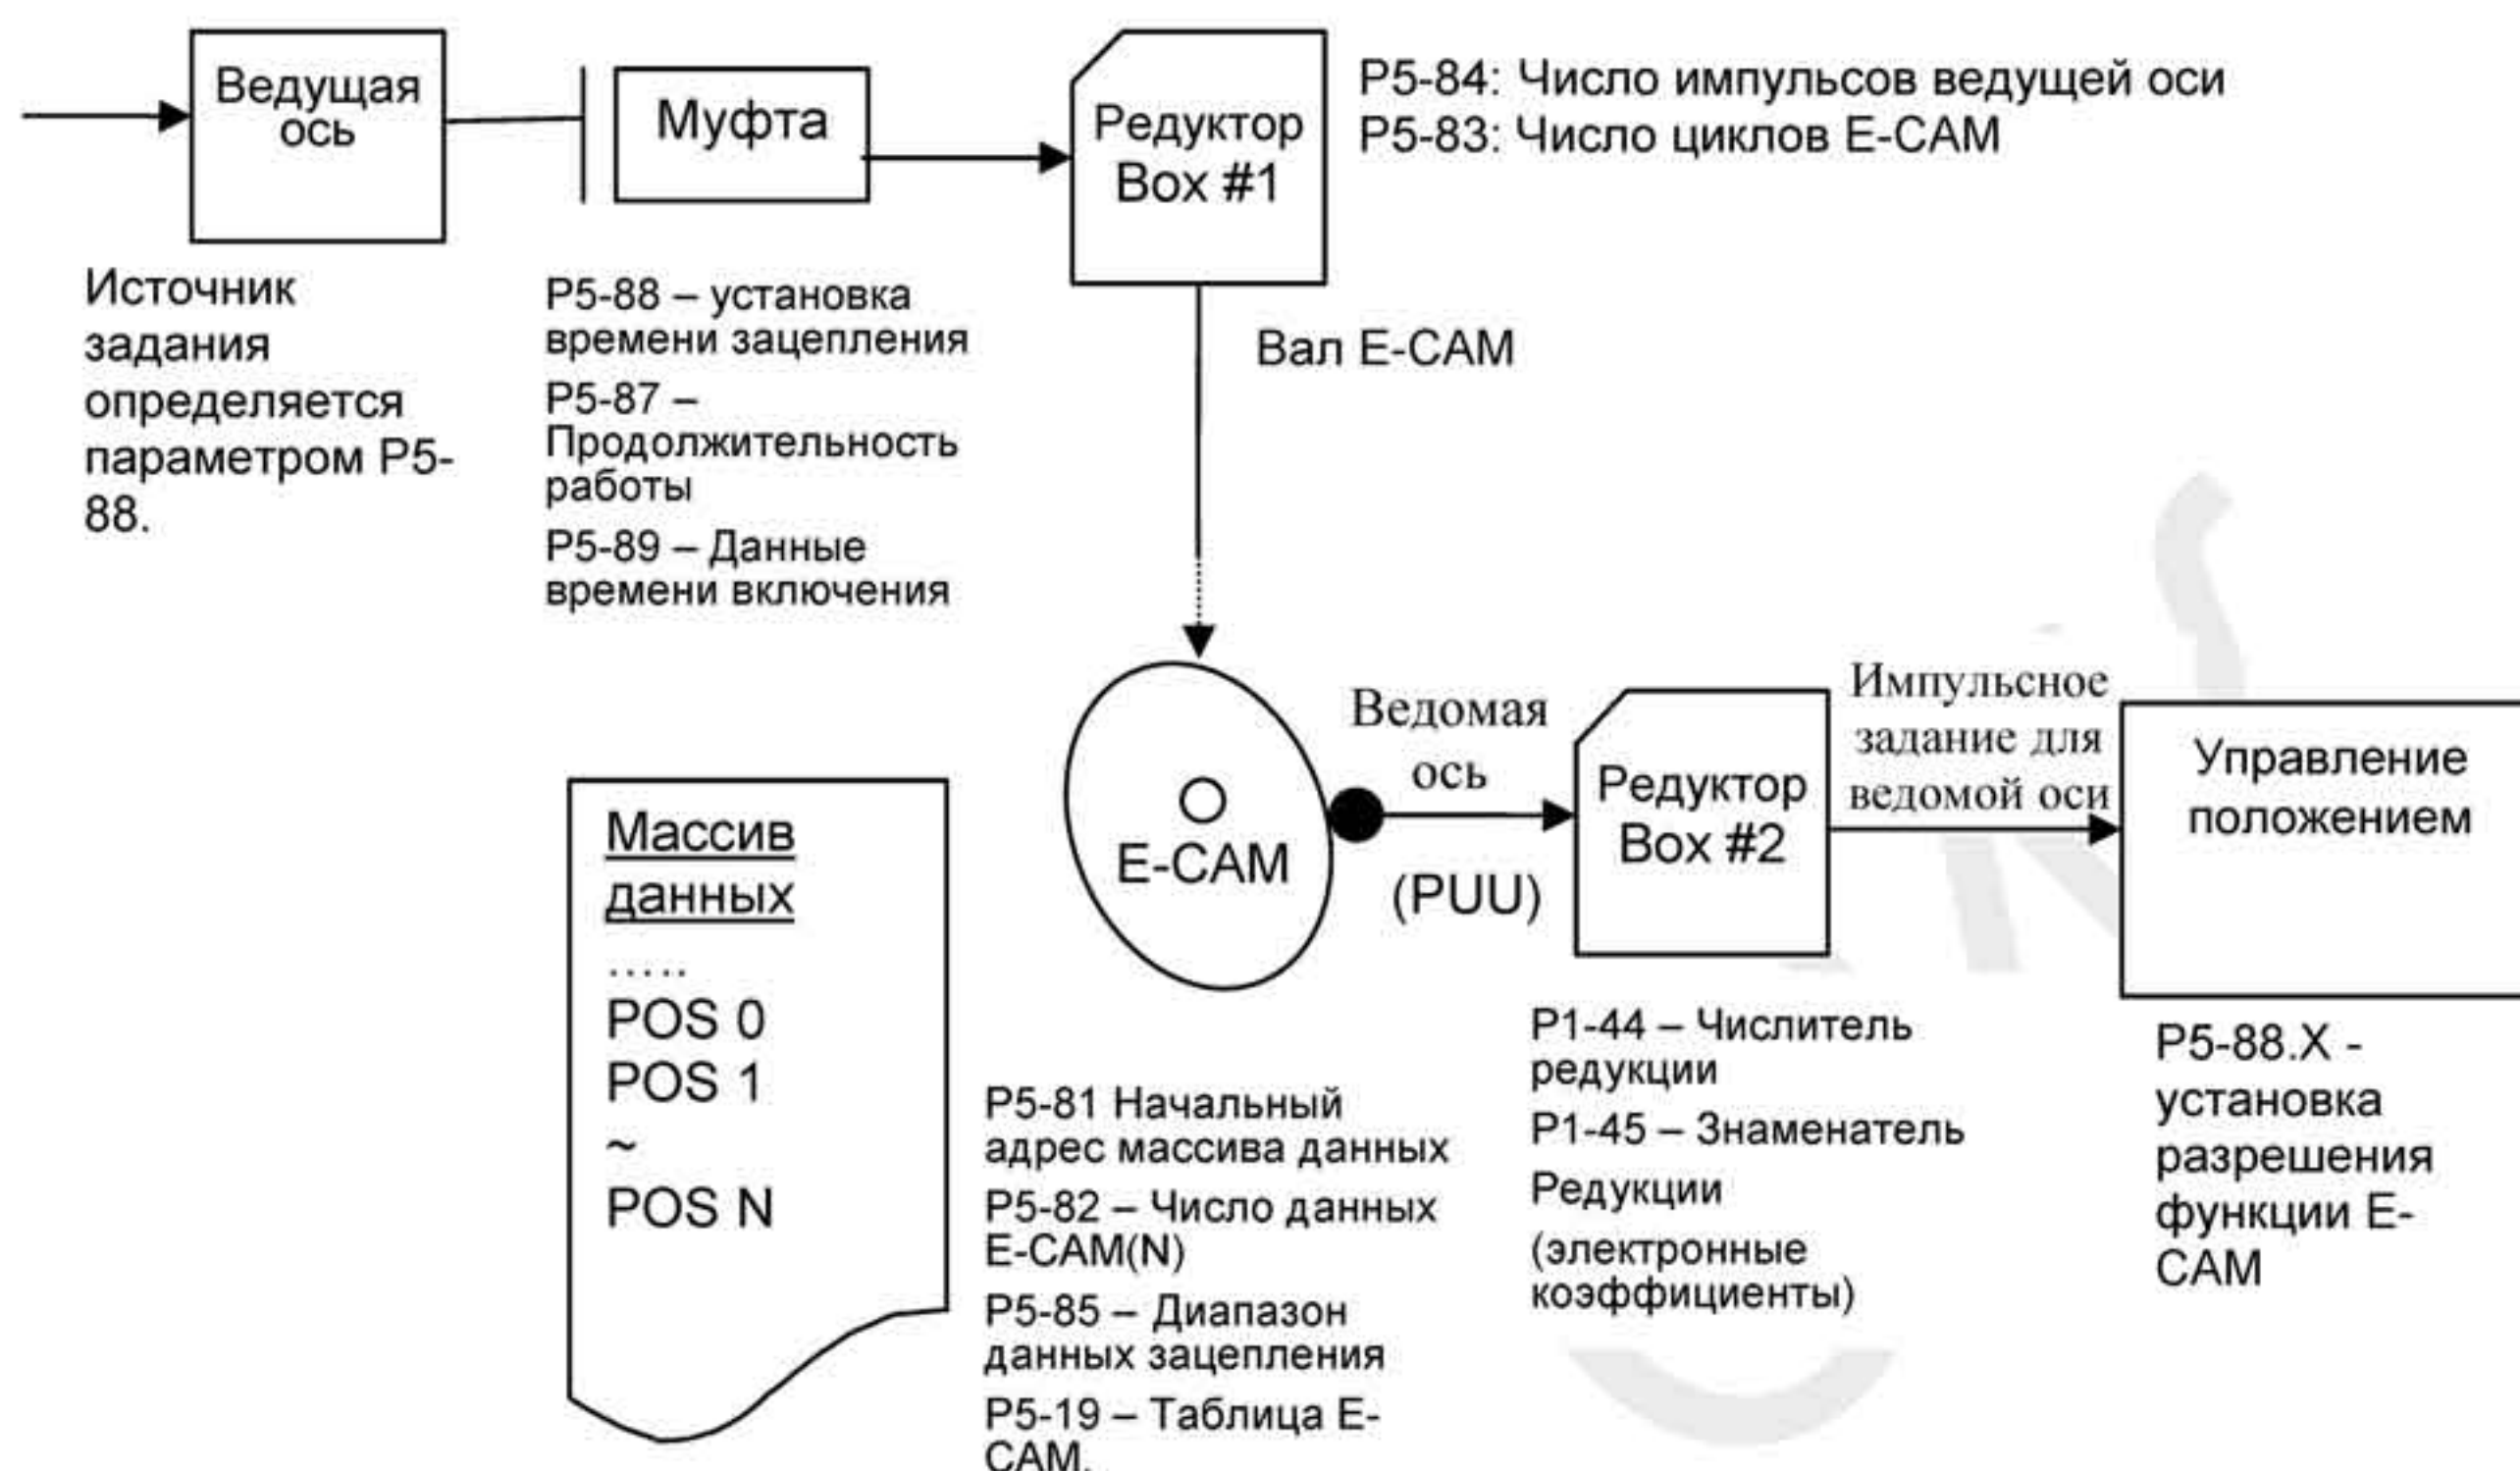 Ведущая
ось
Муфта
Редуктор
Box #1
P5-84: Число импульсов ведущей оси
P5-83: Число циклов E-CAM
Источник
задания
определяется
параметром P5-
88.
P5-88 – установка
времени зацепления
P5-87 –
Продолжительность
работы
P5-89 – Данные
времени включения
Вал E-CAM
E-CAM
Ведомая
ось
(PUU)
Редуктор
Box #2
Импульсное
задание для
ведомой оси
Управление
положением
Массив
данных
.....
POS 0
POS 1
~
POS N
P5-81 Начальный
адрес массива данных
P5-82 – Число данных
E-CAM(N)
P5-85 – Диапазон
данных зацепления
P5-19 – Таблица E-
CAM.
P1-44 – Числитель
редукции
P1-45 – Знаменатель
Редукции
(электронные
коэффициенты)
P5-88.X -
установка
разрешения
функции E-
CAM